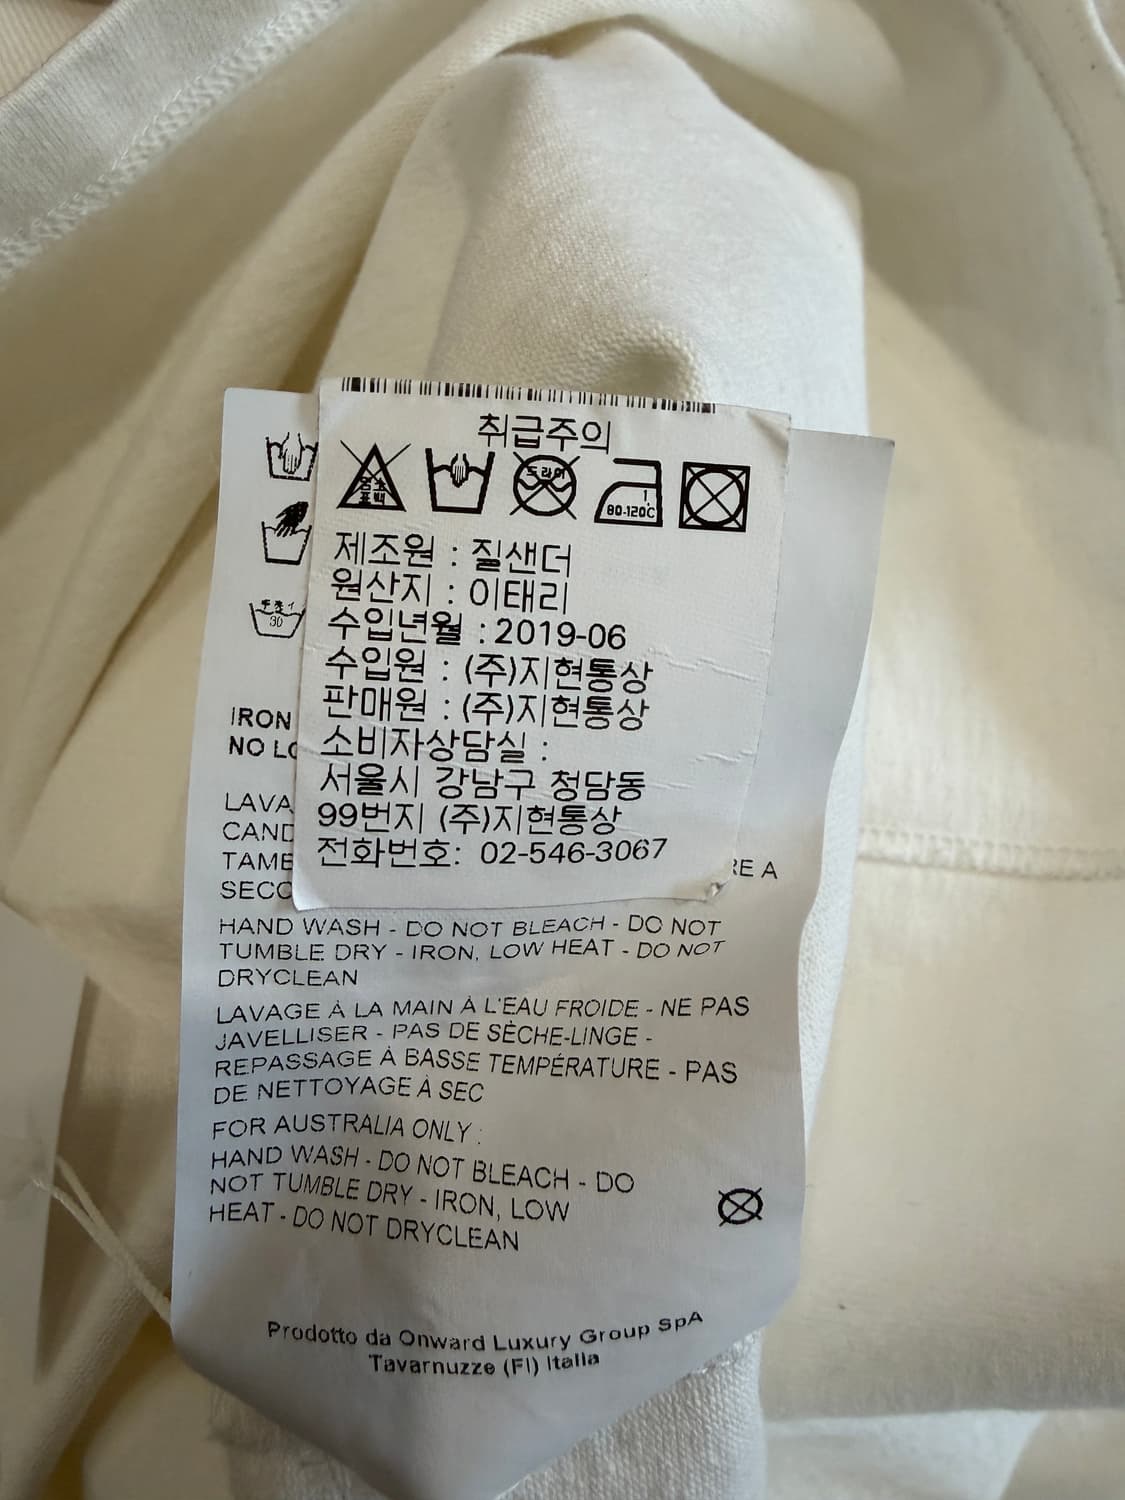 취급주의
염소
표백
드라이
80-120℃
제조원 : 질샌더
원산지 : 이태리
수입년월 : 2019-06
수입원 : (주)지현통상
판매원 : (주)지현통상
소비자상담실 :
서울시 강남구 청담동
99번지 (주)지현통상
전화번호: 02-546-3067
30
IRON
NO LO
LAVA
CAND
TAME
RE A
SECC
HAND WASH - DO NOT BLEACH - DO NOT
TUMBLE DRY - IRON, LOW HEAT - DO NOT
DRYCLEAN
LAVAGE À LA MAIN À L'EAU FROIDE - NE PAS
JAVELLISER - PAS DE SÈCHE-LINGE -
REPASSAGE À BASSE TEMPÉRATURE - PAS
DE NETTOYAGE À SEC
FOR AUSTRALIA ONLY :
HAND WASH - DO NOT BLEACH - DO
NOT TUMBLE DRY - IRON, LOW
HEAT - DO NOT DRYCLEAN
Prodotto da Onward Luxury Group SpA
Tavarnuzze (FI) Italia